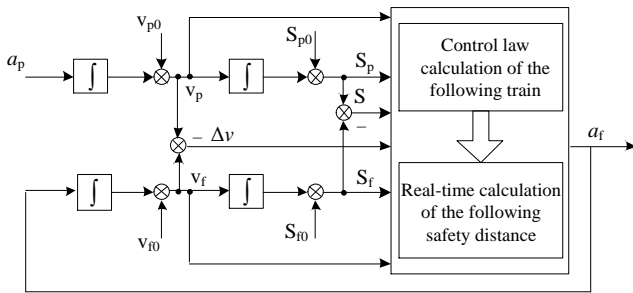 v_p0
a_p
∫
v_p
∫
S_p0
S_p
S
−
− Δv
Control law
calculation of the
following train
a_f
∫
v_f
v_f0
∫
S_f0
S_f
Real-time calculation
of the following
safety distance